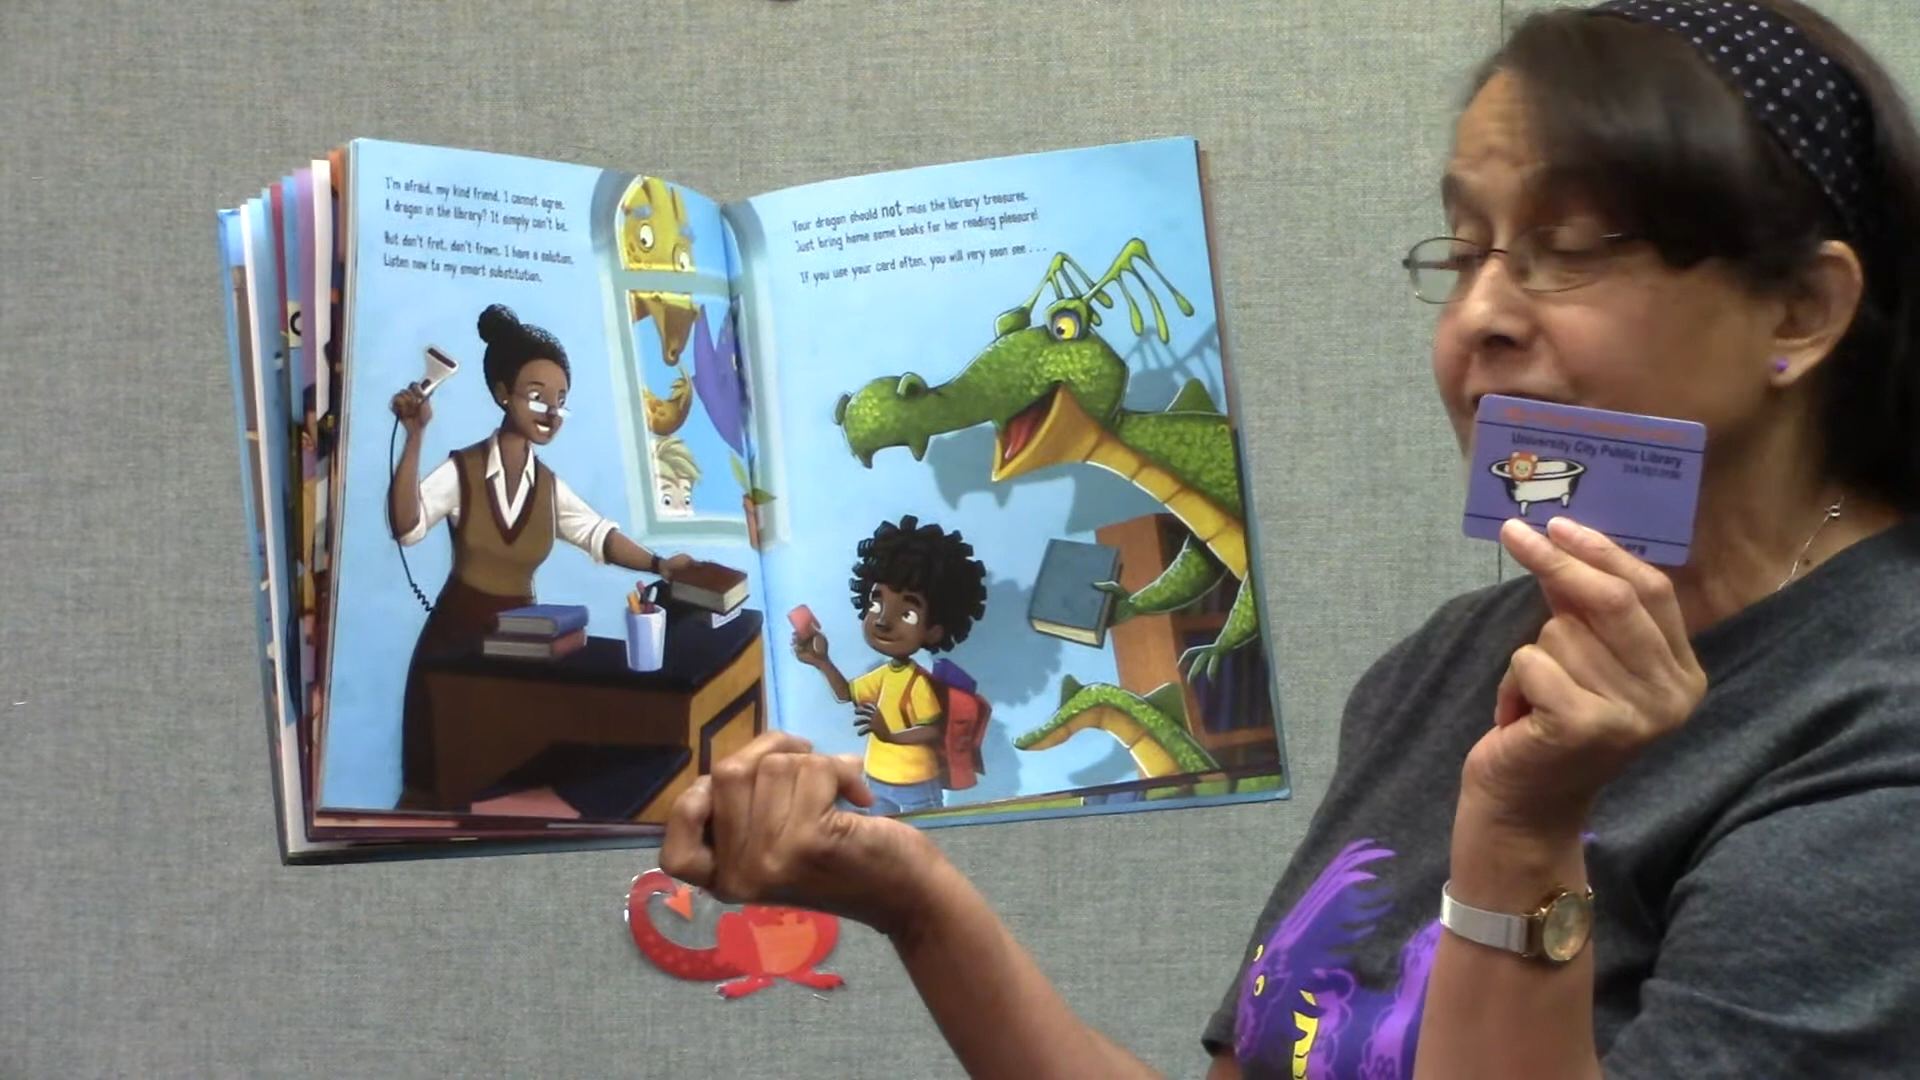 I'm afraid, my kind friend, I cannot agree.
A dragon in the library? It simply can't be.
But don't fret, don't frown. I have a solution.
Listen now to my smart substitution.
Your dragon should not miss the library treasures.
Just bring home some books for her reading pleasure!
If you use your card often, you will very soon see . . .
University City Public Library